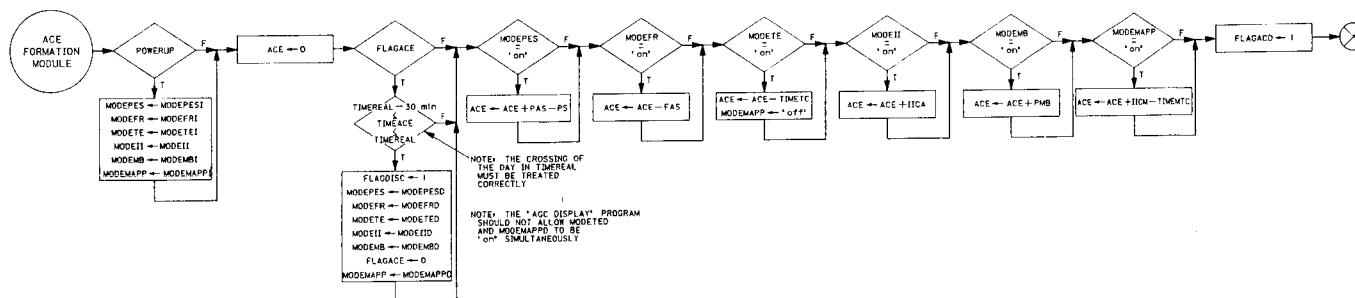 ACE
FORMATION
MODULE
POWERUP
F
T
MODEPES ← MODEPESI
MODEFR ← MODEFRI
MODETE ← MODETEI
MODEII ← MODEII
MODEMB ← MODEMBI
MODEMAPP ← MODEMAPPI
ACE ← 0
FLAGACE
F
T
TIMEREAL - 30 min
≤
TIMEACE
≤
TIMEREAL
F
T
NOTE: THE CROSSING OF
THE DAY IN TIMEREAL
MUST BE TREATED
CORRECTLY
FLAGDISC ← 1
MODEPES ← MODEPESD
MODEFR ← MODEFRD
MODETE ← MODETED
MODEII ← MODEIID
MODEMB ← MODEMBD
FLAGACE ← 0
MODEMAPP ← MODEMAPPD
NOTE: THE 'AGC DISPLAY' PROGRAM
SHOULD NOT ALLOW MODETED
AND MODEMAPPD TO BE
'on' SIMULTANEOUSLY
MODEPES
=
'on'
F
T
ACE ← ACE + PAS - PS
MODEFR
=
'on'
F
T
ACE ← ACE - FAS
MODETE
=
'on'
F
T
ACE ← ACE - TIMETC
MODEMAPP ← 'off'
MODEII
=
'on'
F
T
ACE ← ACE + IICA
MODEMB
=
'on'
F
T
ACE ← ACE + PMB
MODEMAPP
=
'on'
F
T
ACE ← ACE + IICM - TIMEMTC
FLAGACD ← 1